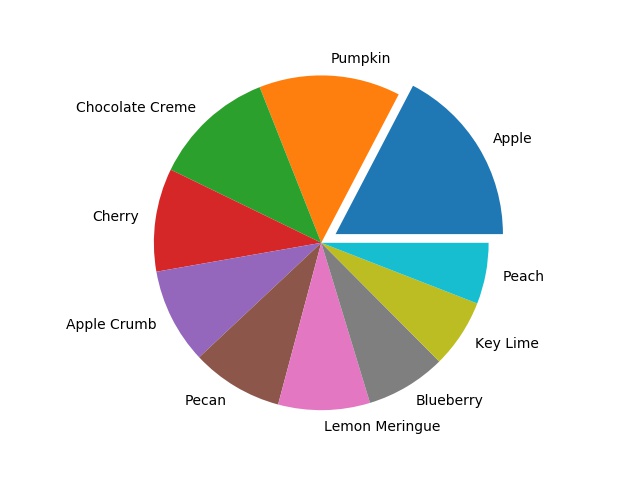 Pumpkin
Chocolate Creme
Apple
Cherry
Peach
Apple Crumb
Key Lime
Pecan
Blueberry
Lemon Meringue